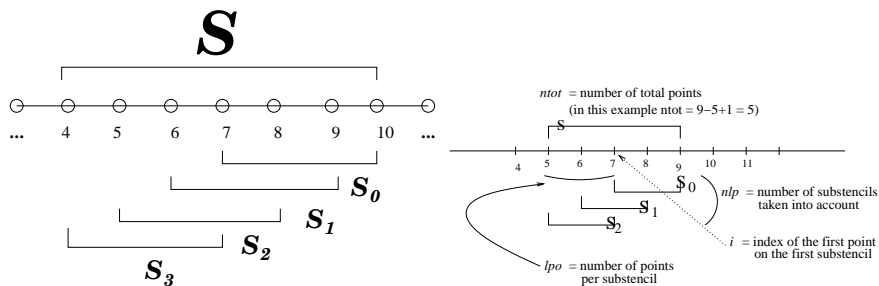 S
... 4 5 6 7 8 9 10 ...
S0
S1
S2
S3
ntot = number of total points
(in this example ntot = 9−5+1 = 5)
S
4 5 6 7 8 9 10 11
S0
S1
S2
nlp = number of substencils
taken into account
i = index of the first point
on the first substencil
lpo = number of points
per substencil